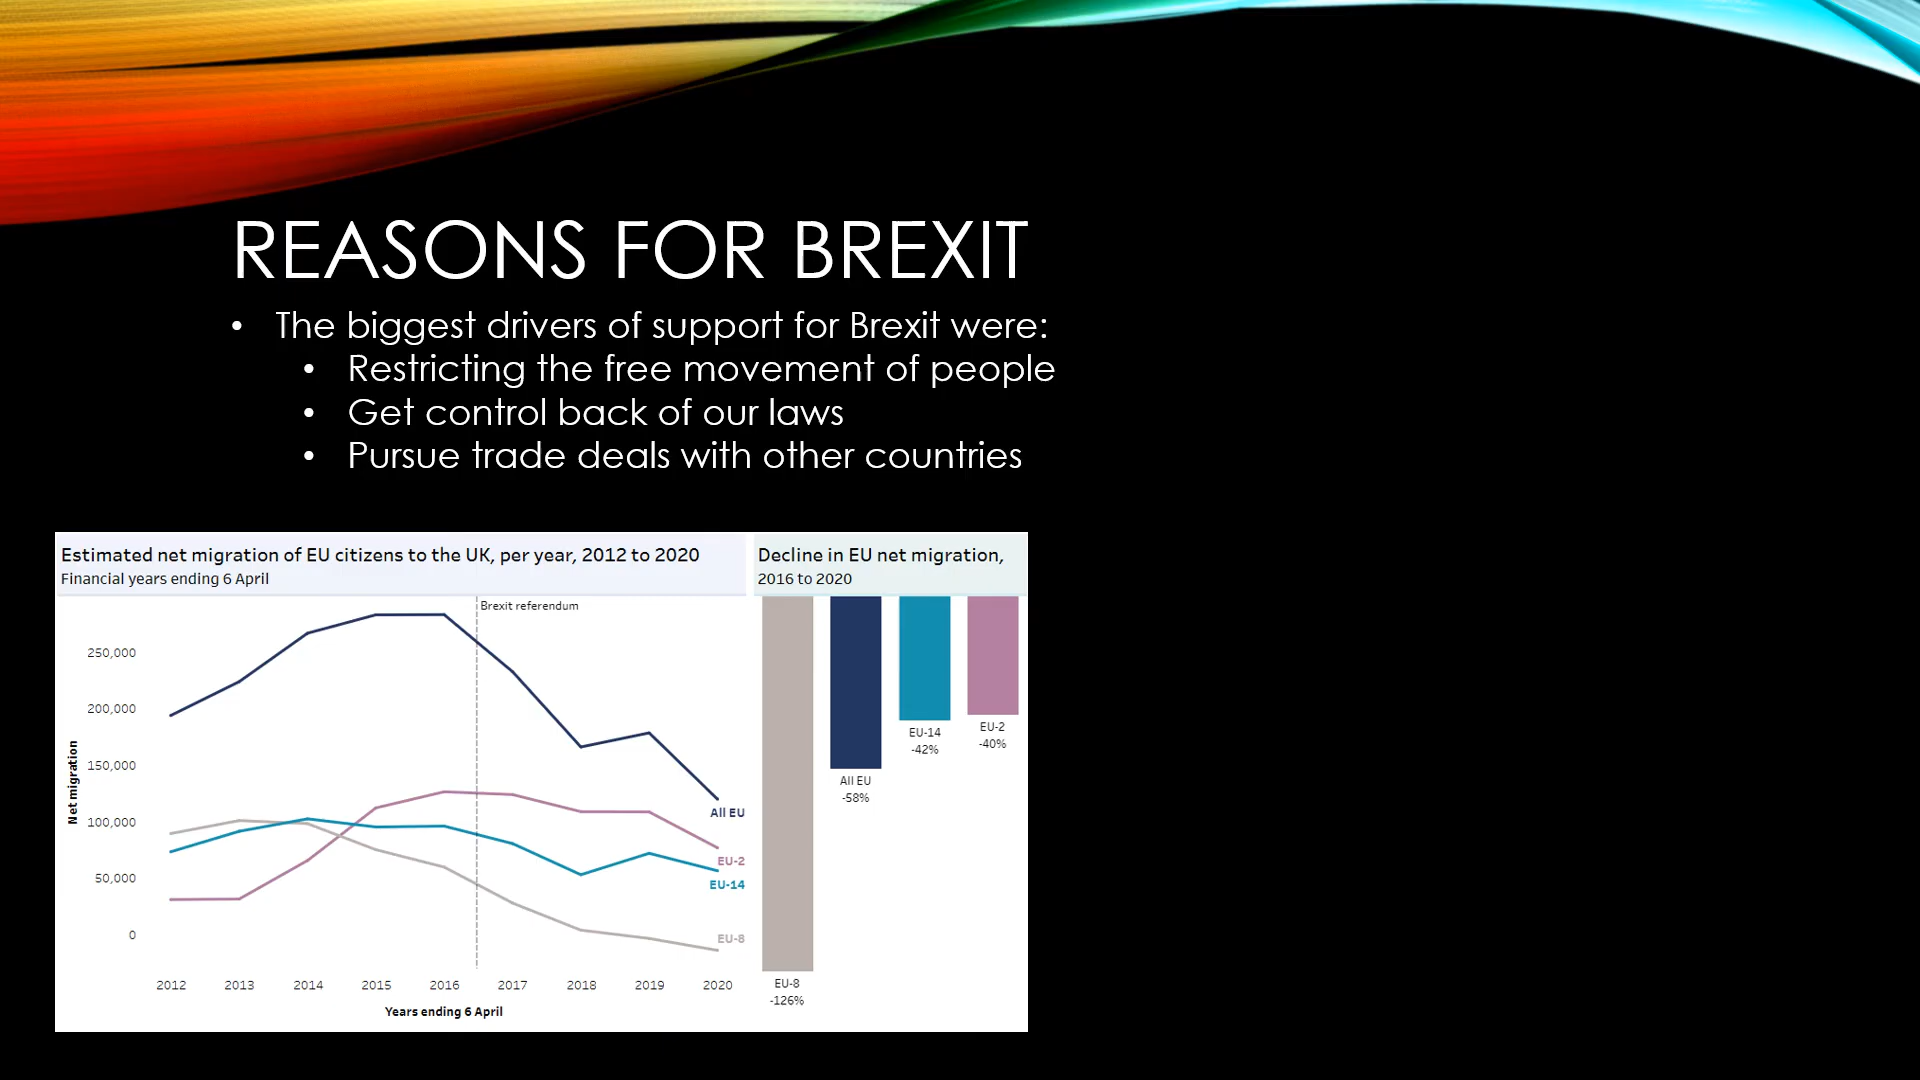 REASONS FOR BREXIT
• The biggest drivers of support for Brexit were:
• Restricting the free movement of people
• Get control back of our laws
• Pursue trade deals with other countries
Estimated net migration of EU citizens to the UK, per year, 2012 to 2020
Financial years ending 6 April
Brexit referendum
250,000
200,000
150,000
100,000
50,000
0
Net migration
All EU
EU-2
EU-14
EU-8
2012 2013 2014 2015 2016 2017 2018 2019 2020
Years ending 6 April
Decline in EU net migration,
2016 to 2020
EU-8
-126%
All EU
-58%
EU-14
-42%
EU-2
-40%